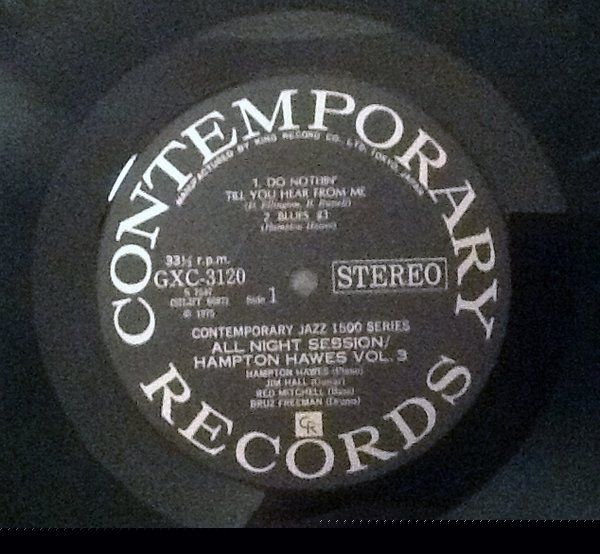 CONTEMPORARY
MANUFACTURED BY KING RECORD CO. LTD TOKYO JAPAN
1. DO NOTHIN'
TILL YOU HEAR FROM ME
(D. Ellington, B. Russell)
2. BLUES #3
(Hampton Hawes)
33⅓ r.p.m.
GXC-3120
STEREO
Side 1
℗ 1975
CONTEMPORARY JAZZ 1500 SERIES
ALL NIGHT SESSION/
HAMPTON HAWES VOL. 3
HAMPTON HAWES (Piano)
JIM HALL (Guitar)
RED MITCHELL (Bass)
BRUZ FREEMAN (Drums)
CR
RECORDS